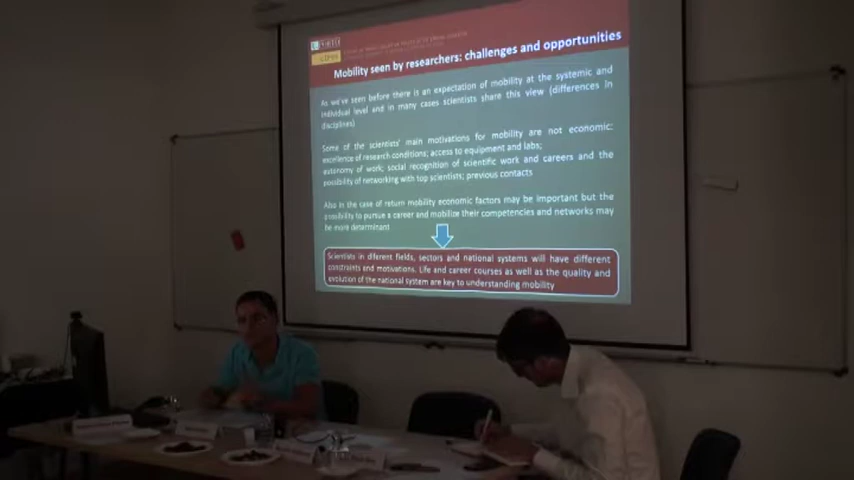 Mobility seen by researchers: challenges and opportunities
As we've seen before there is an expectation of mobility at the systemic and
individual level and in many cases scientists share this view (differences in
disciplines)
Some of the scientists' main motivations for mobility are not economic:
excellence of research conditions; access to equipment and labs;
autonomy of work; social recognition of scientific work and careers and the
possibility of networking with top scientists; previous contacts
Also in the case of return mobility economic factors may be important but the
possibility to pursue a career and mobilize their competencies and networks may
be more determinant
Scientists in different fields, sectors and national systems will have different
constraints and motivations. Life and career courses as well as the quality and
evolution of the national system are key to understanding mobility